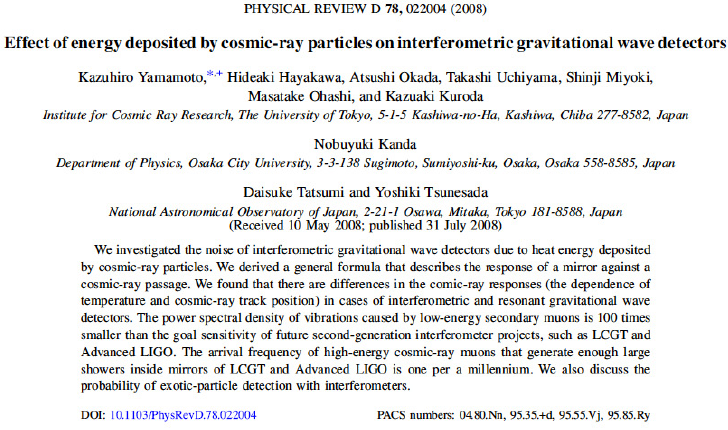 PHYSICAL REVIEW D 78, 022004 (2008)
Effect of energy deposited by cosmic-ray particles on interferometric gravitational wave detectors
Kazuhiro Yamamoto,*,+ Hideaki Hayakawa, Atsushi Okada, Takashi Uchiyama, Shinji Miyoki,
Masatake Ohashi, and Kazuaki Kuroda
Institute for Cosmic Ray Research, The University of Tokyo, 5-1-5 Kashiwa-no-Ha, Kashiwa, Chiba 277-8582, Japan
Nobuyuki Kanda
Department of Physics, Osaka City University, 3-3-138 Sugimoto, Sumiyoshi-ku, Osaka, Osaka 558-8585, Japan
Daisuke Tatsumi and Yoshiki Tsunesada
National Astronomical Observatory of Japan, 2-21-1 Osawa, Mitaka, Tokyo 181-8588, Japan
(Received 10 May 2008; published 31 July 2008)
We investigated the noise of interferometric gravitational wave detectors due to heat energy deposited
by cosmic-ray particles. We derived a general formula that describes the response of a mirror against a
cosmic-ray passage. We found that there are differences in the comic-ray responses (the dependence of
temperature and cosmic-ray track position) in cases of interferometric and resonant gravitational wave
detectors. The power spectral density of vibrations caused by low-energy secondary muons is 100 times
smaller than the goal sensitivity of future second-generation interferometer projects, such as LCGT and
Advanced LIGO. The arrival frequency of high-energy cosmic-ray muons that generate enough large
showers inside mirrors of LCGT and Advanced LIGO is one per a millennium. We also discuss the
probability of exotic-particle detection with interferometers.
DOI: 10.1103/PhysRevD.78.022004 PACS numbers: 04.80.Nn, 95.35.+d, 95.55.Vj, 95.85.Ry